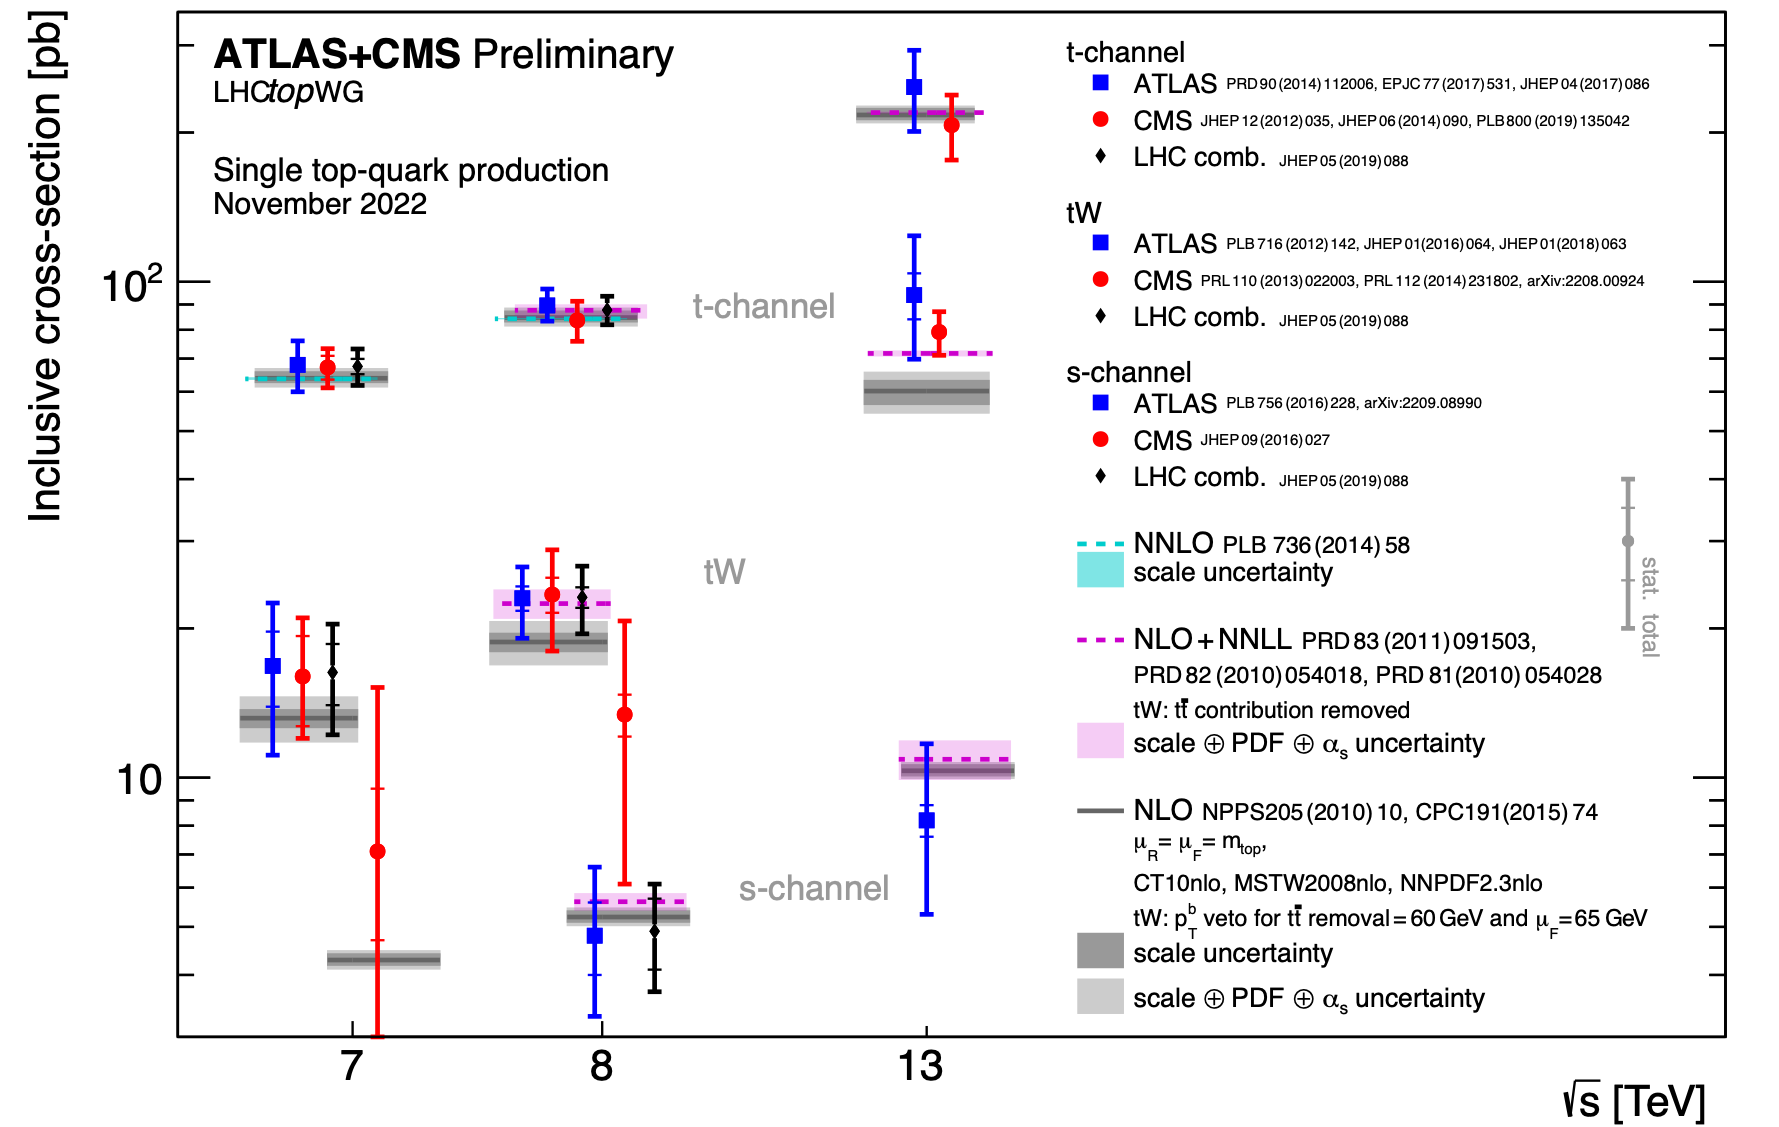 Inclusive cross-section [pb]
ATLAS+CMS Preliminary
LHCtopWG
Single top-quark production
November 2022
10²
10
t-channel
tW
s-channel
7
8
13
√s [TeV]
t-channel
ATLAS PRD 90 (2014) 112006, EPJC 77 (2017) 531, JHEP 04 (2017) 086
CMS JHEP 12 (2012) 035, JHEP 06 (2014) 090, PLB 800 (2019) 135042
LHC comb. JHEP 05 (2019) 088
tW
ATLAS PLB 716 (2012) 142, JHEP 01 (2016) 064, JHEP 01 (2018) 063
CMS PRL 110 (2013) 022003, PRL 112 (2014) 231802, arXiv:2208.00924
LHC comb. JHEP 05 (2019) 088
s-channel
ATLAS PLB 756 (2016) 228, arXiv:2209.08990
CMS JHEP 09 (2016) 027
LHC comb. JHEP 05 (2019) 088
NNLO PLB 736 (2014) 58
scale uncertainty
NLO + NNLL PRD 83 (2011) 091503,
PRD 82 (2010) 054018, PRD 81 (2010) 054028
tW: tt̄ contribution removed
scale ⊕ PDF ⊕ αₛ uncertainty
NLO NPPS205 (2010) 10, CPC191 (2015) 74
μ_R = μ_F = m_top,
CT10nlo, MSTW2008nlo, NNPDF2.3nlo
tW: p_T^b veto for tt̄ removal = 60 GeV and μ_F = 65 GeV
scale uncertainty
scale ⊕ PDF ⊕ αₛ uncertainty
stat. total